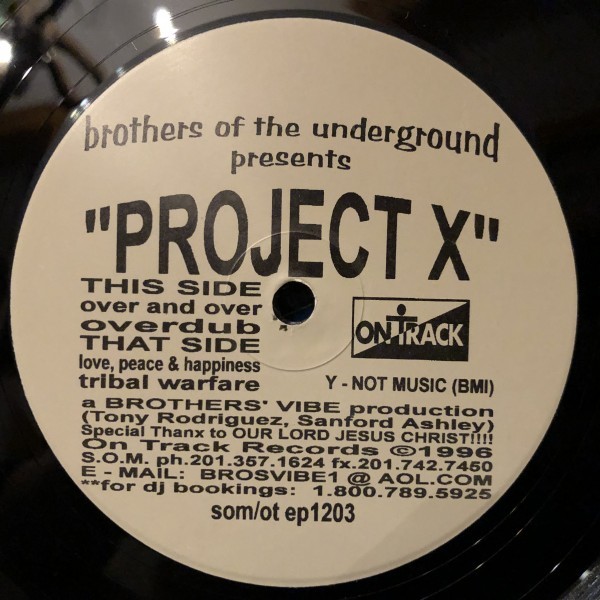 brothers of the underground
presents
"PROJECT X"
THIS SIDE
over and over
overdub
THAT SIDE
love, peace & happiness
tribal warfare
ON TRACK
Y - NOT MUSIC (BMI)
a BROTHERS' VIBE production
(Tony Rodriguez, Sanford Ashley)
Special Thanx to OUR LORD JESUS CHRIST!!!!
On Track Records ©1996
S.O.M. ph.201.357.1624 fx.201.742.7450
E - MAIL: BROSVIBE1 @ AOL.COM
**for dj bookings: 1.800.789.5925
som/ot ep1203